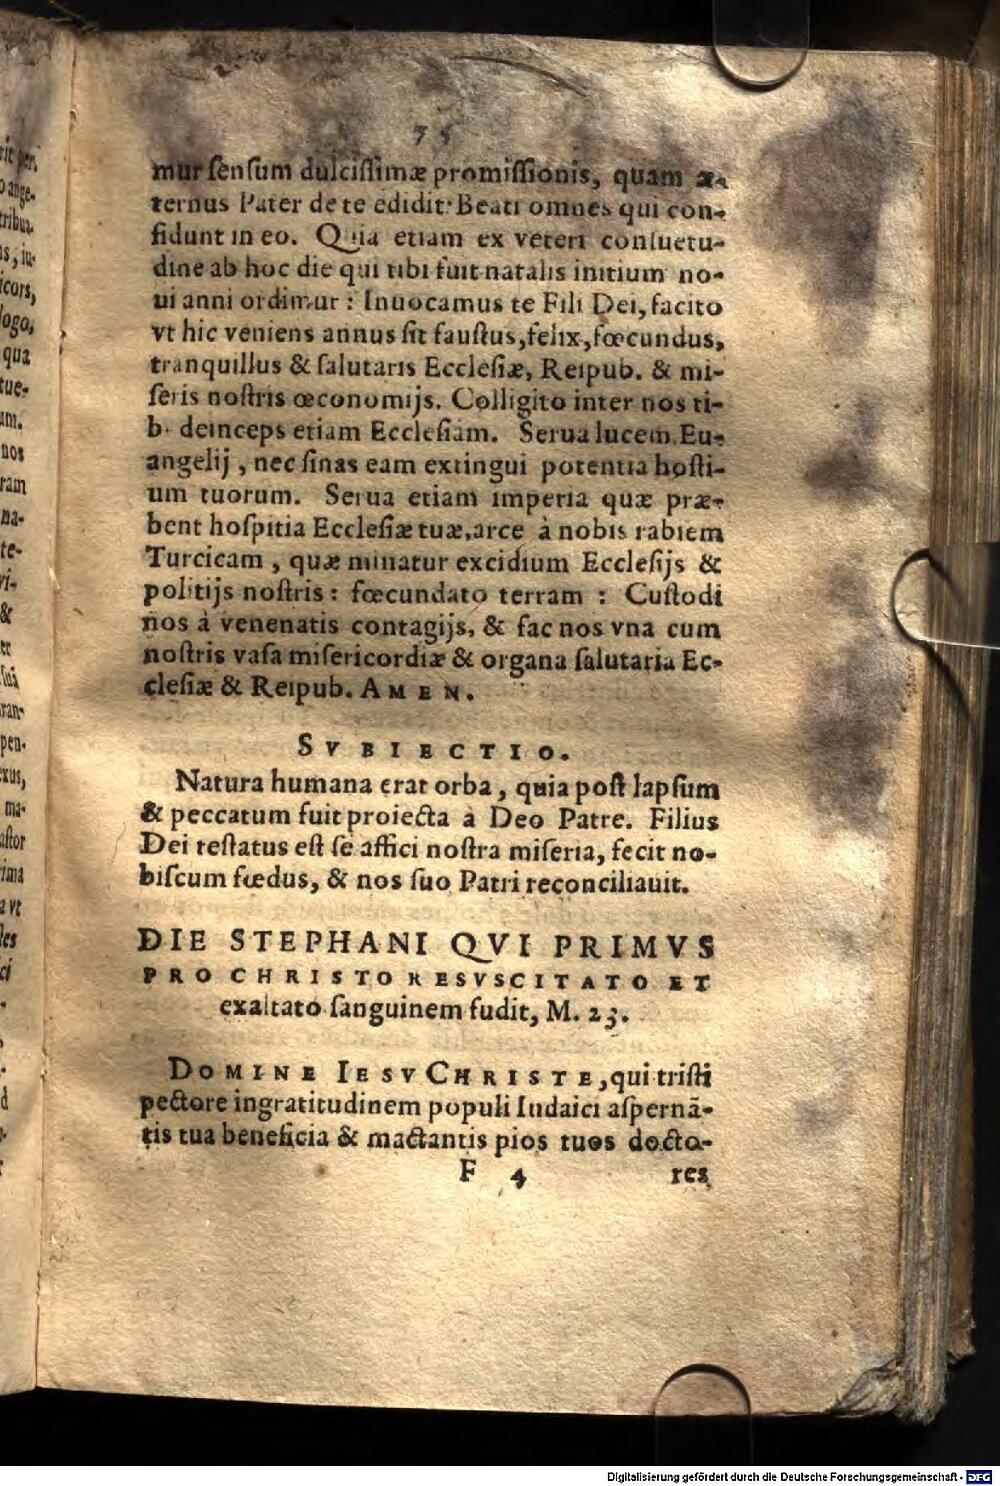 75
mur ſenſum dulciſſimæ promiſſionis, quam æ-
ternus Pater de te edidit: Beati omnes qui con-
fidunt in eo. Quia etiam ex veteri conſuetu-
dine ab hoc die qui tibi fuit natalis initium no-
ui anni ordimur : Inuocamus te Fili Dei, facito
vt hic veniens annus ſit fauſtus, felix, fœcundus,
tranquillus & ſalutaris Eccleſiæ, Reipub. & mi-
ſeris noſtris œconomijs. Colligito inter nos ti-
bi deinceps etiam Eccleſiam. Serua lucem Eu-
angelij , nec ſinas eam extingui potentia hoſti-
um tuorum. Serua etiam imperia quæ præ-
bent hoſpitia Eccleſiæ tuæ, arce à nobis rabiem
Turcicam , quæ minatur excidium Eccleſijs &
politijs noſtris : fœcundato terram : Cuſtodi
nos à venenatis contagijs, & fac nos vna cum
noſtris vaſa miſericordiæ & organa ſalutaria Ec-
cleſiæ & Reipub. AMEN.
SVBIECTIO.
Natura humana erat orba, quia poſt lapſum
& peccatum fuit proiecta à Deo Patre. Filius
Dei teſtatus eſt ſe affici noſtra miſeria, fecit no-
biſcum fœdus, & nos ſuo Patri reconciliauit.
DIE STEPHANI QVI PRIMVS
PRO CHRISTO RESVSCITATO ET
exaltato ſanguinem fudit, M. 23.
DOMINE IESV CHRISTE, qui triſti
pectore ingratitudinem populi Iudaici aſpernā-
tis tua beneficia & mactantis pios tuos docto-
F 4 res
Digitalisierung gefördert durch die Deutsche Forschungsgemeinschaft - DFG